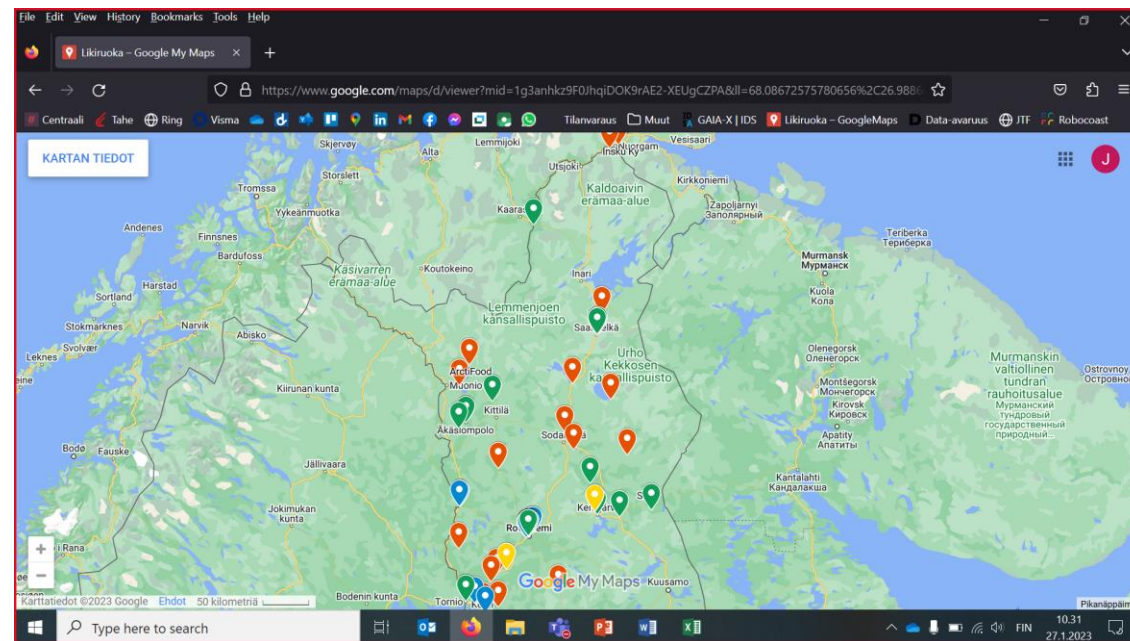 File Edit View History Bookmarks Tools Help
Likiruoka – Google My Maps
https://www.google.com/maps/d/viewer?mid=1g3anhkz9F0JhqiDOK9rAE2-XEUgCZPA&ll=68.08672575780656%2C26.9886
Centraali Tahe Ring Visma Tilanvaraus Muut GAIA-X | IDS Likiruoka – GoogleMaps Data-avaruus JTF Robocoast
KARTAN TIEDOT
J
Skjervøy
Alta
Lemmijoki
Nuorgam
Vesisaari
Utsjoki
Storslett
Tromssa
Kaldoaivin
erämaa-alue
Kirkkoniemi
Yykeänmuotka
Zapoljarnyi
Заполярный
Andenes
Finnsnes
Teriberka
Териберка
Bardufoss
Murmansk
Мурманск
Käsivarren
erämaa-alue
Koutokeino
Inari
Harstad
Sortland
Kuola
Кола
Lemmenjoen
kansallispuisto
Stokmarknes
Narvik
Abisko
Svolvær
Leknes
Urho
Kekkosen
Olenegorsk
Оленегорск
Murmanskin
valtiollinen
tundran
rauhoitusalue
Мурманский
тундровый
государственный
природный...
Ostrovnoy
ArctiFood
Muonio
Kiirunan kunta
Montšegorsk
Мончегорск
Kirovsk
Кировск
Kittilä
Äkäslompolo
Apatity
Апатиты
Bodø
Fauske
Jällivaara
Kantalahti
Кандалакша
Jokimukan
kunta
i Rana
Google My Maps
Kuusamo
Bodenin kunta
Tornio
Karttatiedot ©2023 Google Ehdot 50 kilometriä
Pikanäppäim
Type here to search
FIN
10.31
27.1.2023